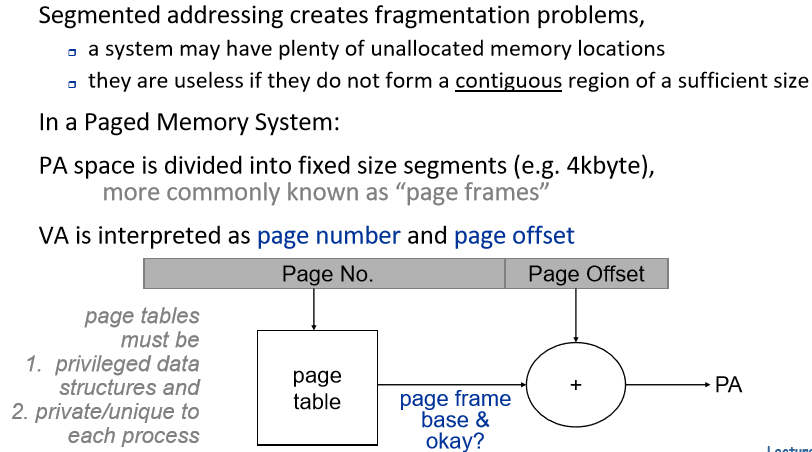 Segmented addressing creates fragmentation problems,
a system may have plenty of unallocated memory locations
they are useless if they do not form a contiguous region of a sufficient size
In a Paged Memory System:
PA space is divided into fixed size segments (e.g. 4kbyte),
more commonly known as “page frames”
VA is interpreted as page number and page offset
Page No.
Page Offset
page tables
must be
1. privileged data
structures and
2. private/unique to
each process
page
table
page frame
base &
okay?
+
PA